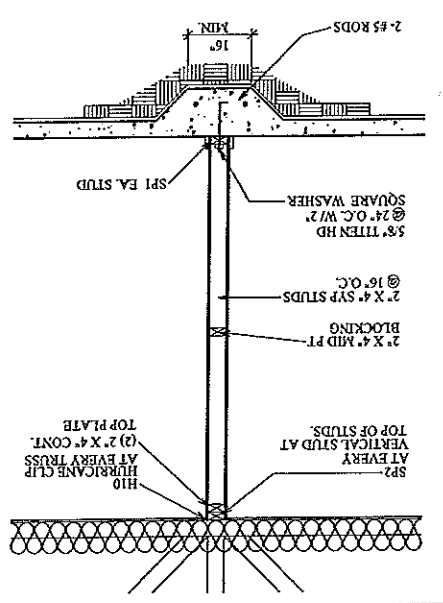 H10
HURRICANE CLIP
AT EVERY TRUSS
(2) 2" X 4" CONT.
TOP PLATE
SP2
AT EVERY
VERTICAL STUD AT
TOP OF STUDS.
2" X 4" MID PT
BLOCKING
2" X 4" SYP STUDS
@ 16" O.C.
5/8" TITEN HD
@ 24" O.C. W/2"
SQUARE WASHER
SP1 EA. STUD
2- #5 RODS
16"
MIN.